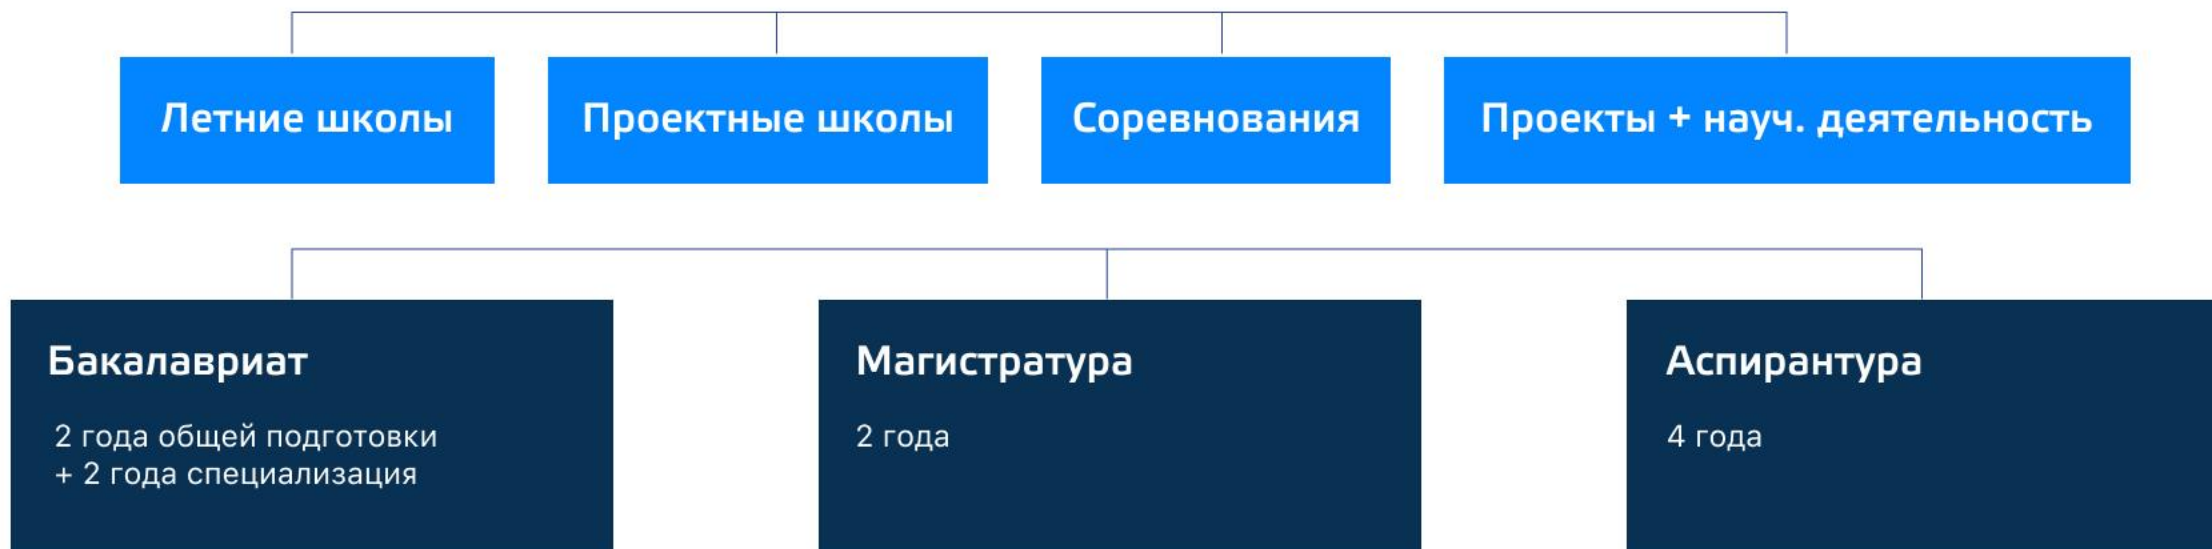 Летние школы
Проектные школы
Соревнования
Проекты + науч. деятельность
Бакалавриат
2 года общей подготовки
+ 2 года специализация
Магистратура
2 года
Аспирантура
4 года